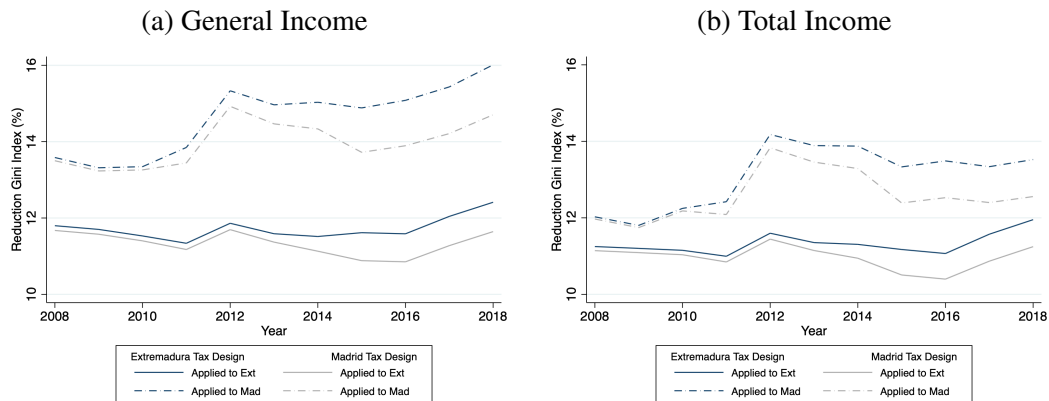 (a) General Income
Reduction Gini Index (%)
16
14
12
10
2008 2010 2012 2014 2016 2018
Year
Extremadura Tax Design Madrid Tax Design
Applied to Ext Applied to Ext
Applied to Mad Applied to Mad
(b) Total Income
Reduction Gini Index (%)
16
14
12
10
2008 2010 2012 2014 2016 2018
Year
Extremadura Tax Design Madrid Tax Design
Applied to Ext Applied to Ext
Applied to Mad Applied to Mad